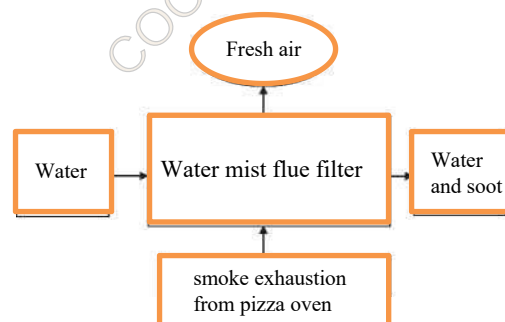 Fresh air
Water
Water mist flue filter
Water
and soot
smoke exhaustion
from pizza oven